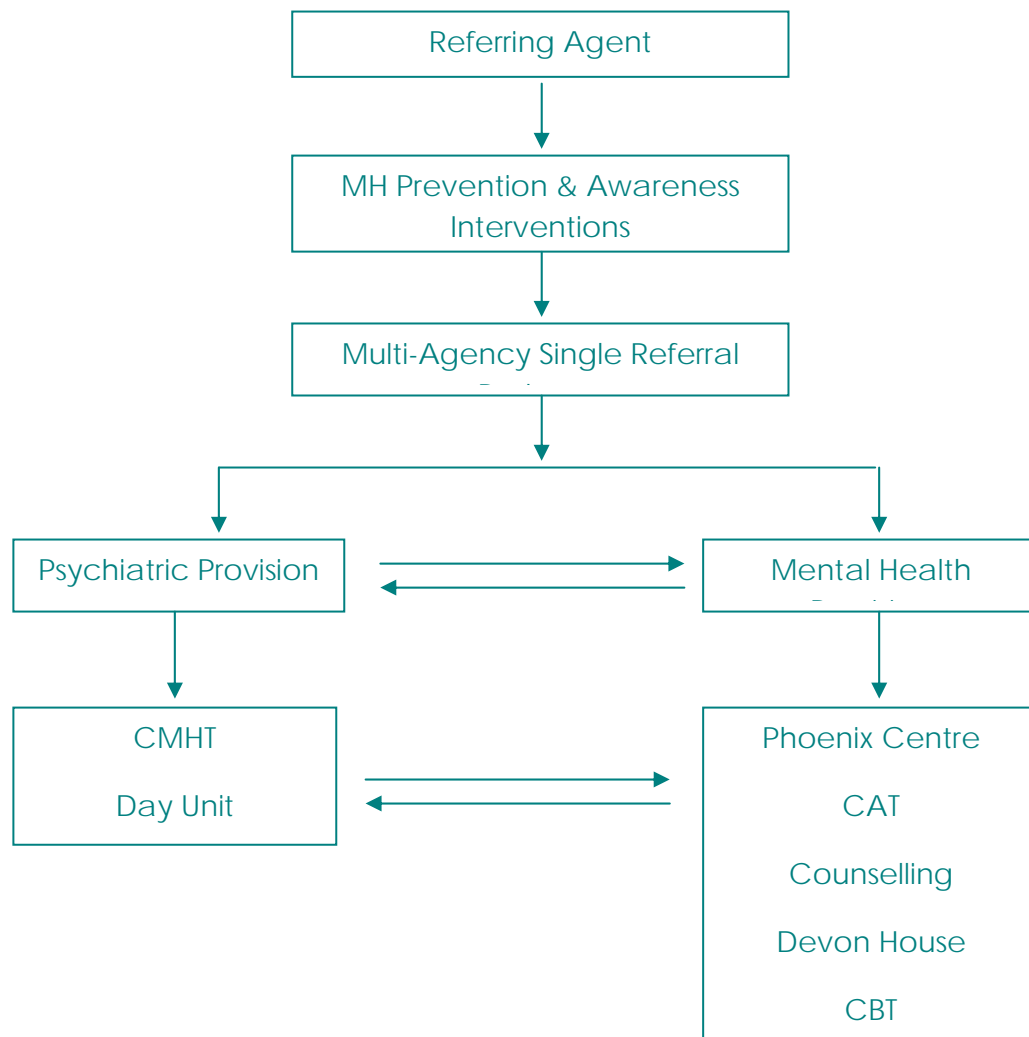 Referring Agent
MH Prevention & Awareness
Interventions
Multi-Agency Single Referral
Psychiatric Provision
Mental Health
CMHT
Day Unit
Phoenix Centre
CAT
Counselling
Devon House
CBT